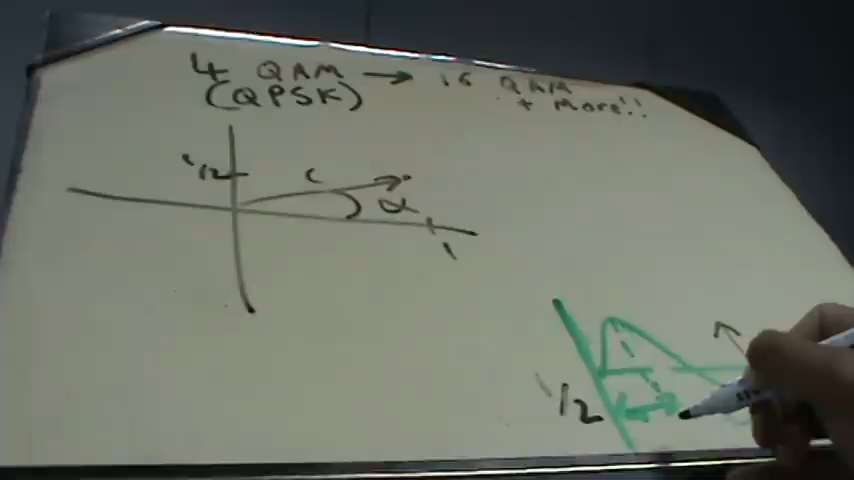 4 QAM → 16 QAM
(QPSK) + More!!
1/2
c
α
1
1/2